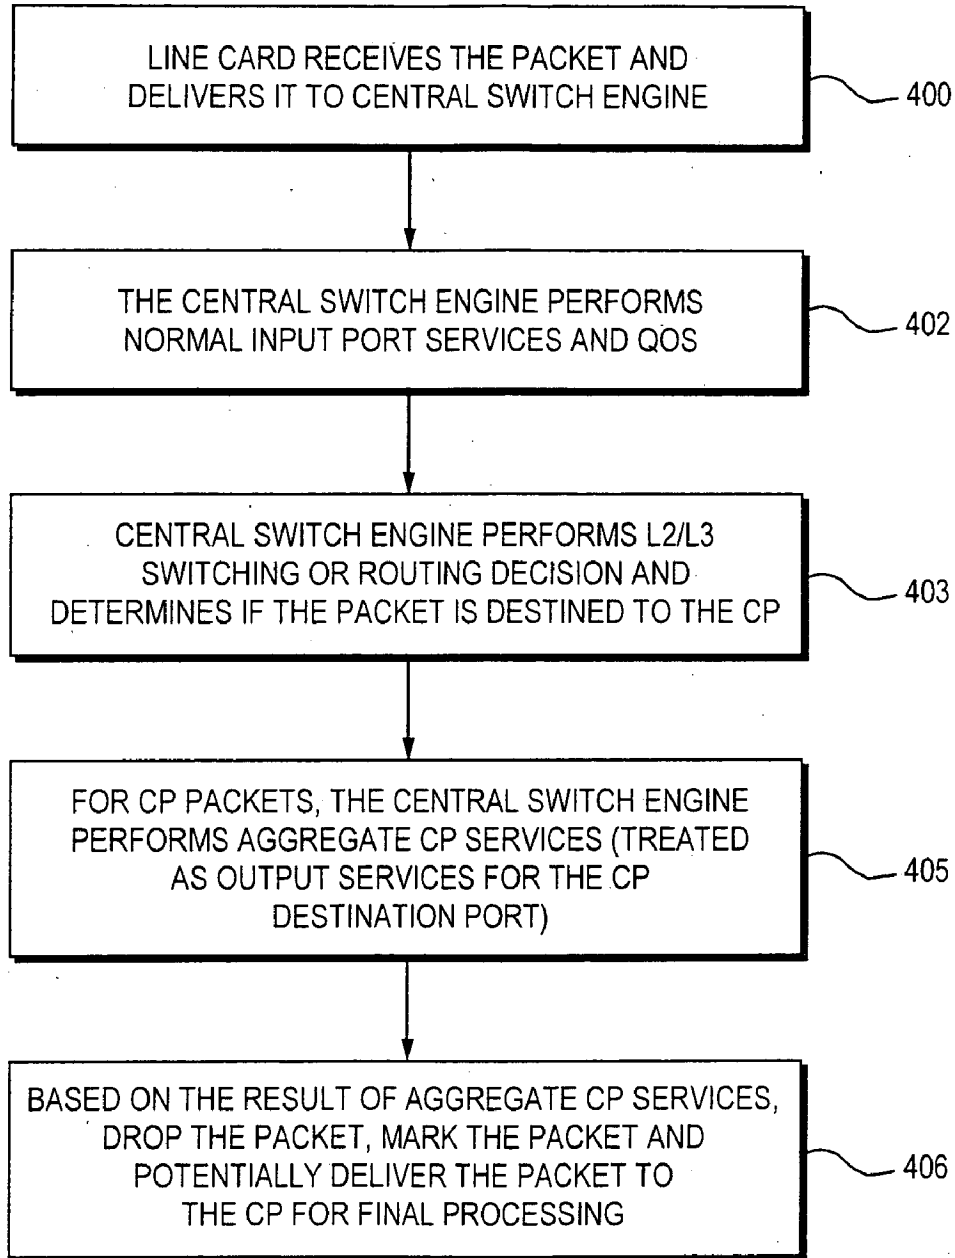 LINE CARD RECEIVES THE PACKET AND
DELIVERS IT TO CENTRAL SWITCH ENGINE
400
THE CENTRAL SWITCH ENGINE PERFORMS
NORMAL INPUT PORT SERVICES AND QOS
402
CENTRAL SWITCH ENGINE PERFORMS L2/L3
SWITCHING OR ROUTING DECISION AND
DETERMINES IF THE PACKET IS DESTINED TO THE CP
403
FOR CP PACKETS, THE CENTRAL SWITCH ENGINE
PERFORMS AGGREGATE CP SERVICES (TREATED
AS OUTPUT SERVICES FOR THE CP
DESTINATION PORT)
405
BASED ON THE RESULT OF AGGREGATE CP SERVICES,
DROP THE PACKET, MARK THE PACKET AND
POTENTIALLY DELIVER THE PACKET TO
THE CP FOR FINAL PROCESSING
406